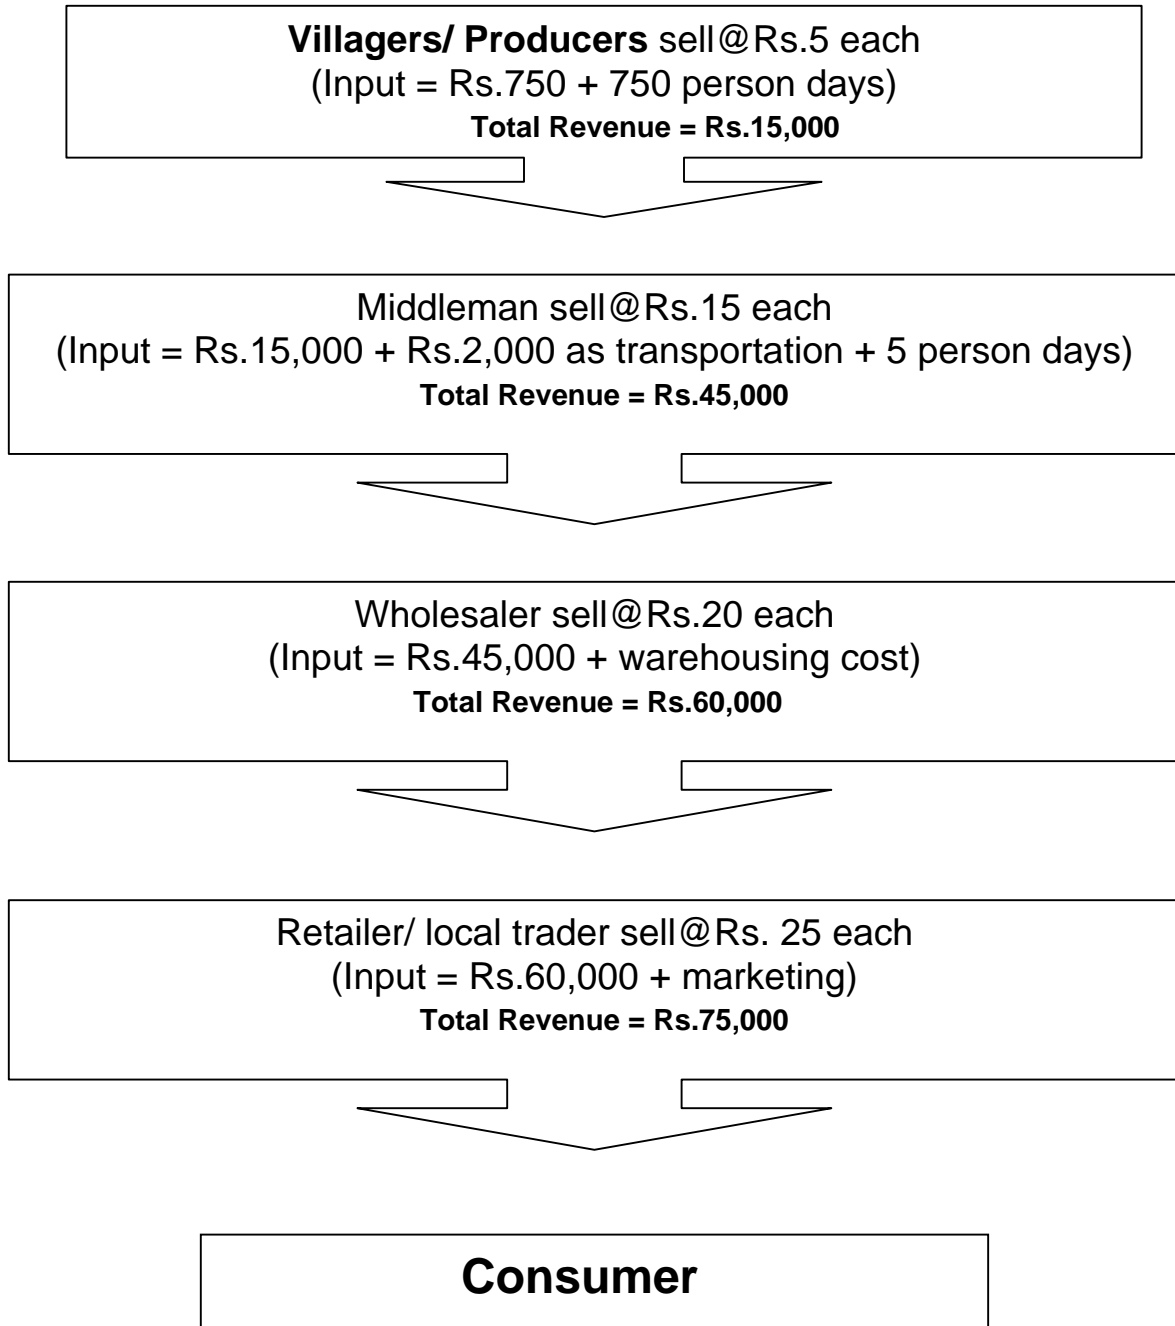 Villagers/ Producers sell@Rs.5 each
(Input = Rs.750 + 750 person days)
Total Revenue = Rs.15,000
Middleman sell@Rs.15 each
(Input = Rs.15,000 + Rs.2,000 as transportation + 5 person days)
Total Revenue = Rs.45,000
Wholesaler sell@Rs.20 each
(Input = Rs.45,000 + warehousing cost)
Total Revenue = Rs.60,000
Retailer/ local trader sell@Rs. 25 each
(Input = Rs.60,000 + marketing)
Total Revenue = Rs.75,000
Consumer